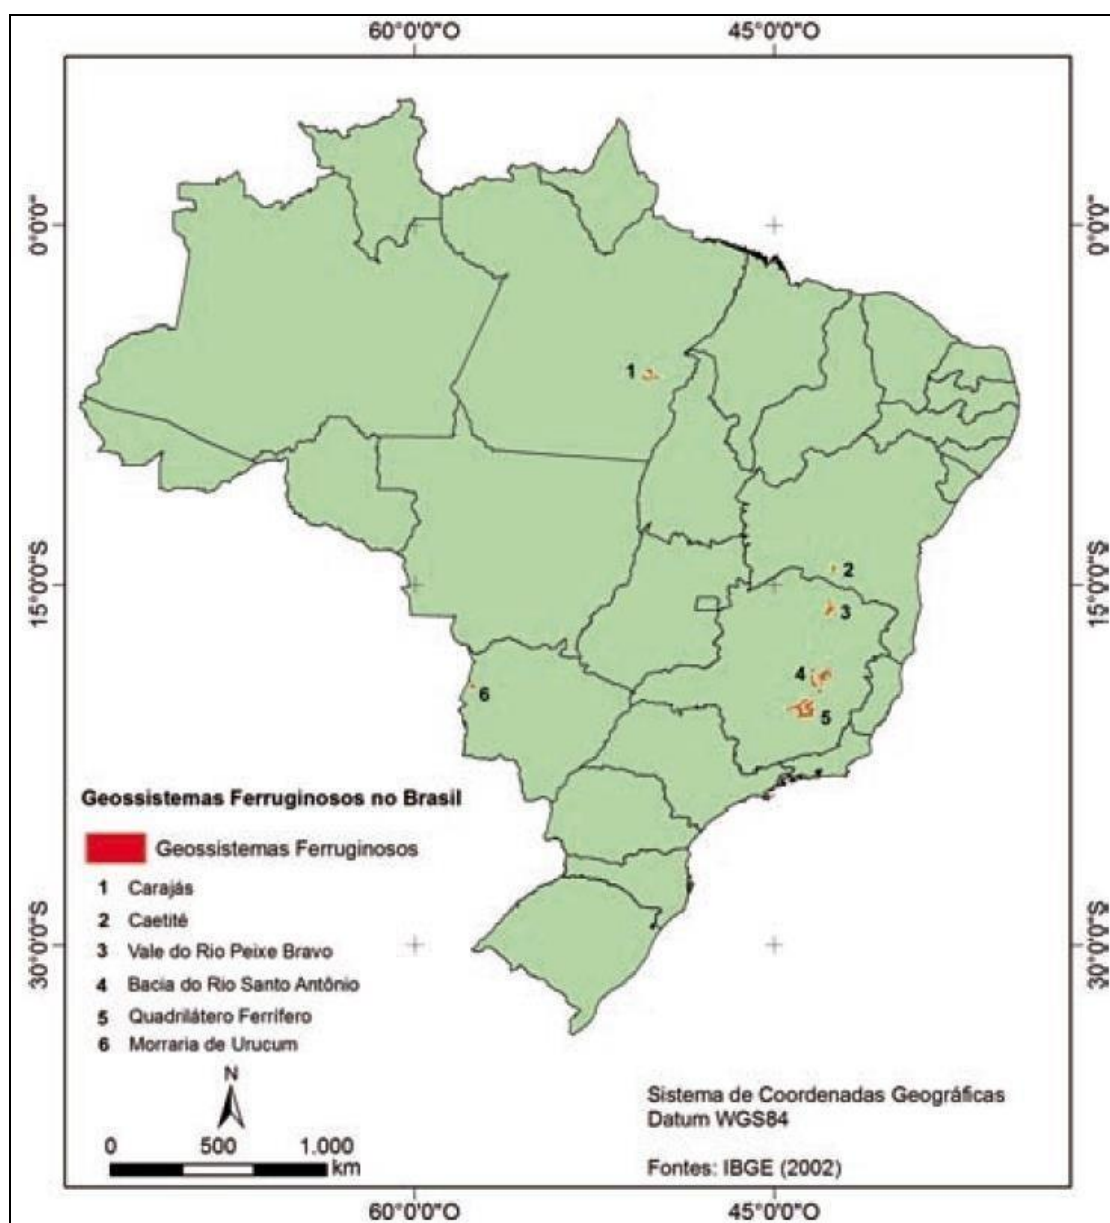 60°0'0"O 45°0'0"O
0°0'0" 0°0'0"
1
2
15°0'0"S 15°0'0"S
3
4
6
5
Geossistemas Ferruginosos no Brasil
Geossistemas Ferruginosos
1 Carajás
2 Caetité
3 Vale do Rio Peixe Bravo
30°0'0"S 30°0'0"S
4 Bacia do Rio Santo Antônio
5 Quadrilátero Ferrífero
6 Morraria de Urucum
N
Sistema de Coordenadas Geográficas
Datum WGS84
0 500 1.000
km
Fontes: IBGE (2002)
60°0'0"O 45°0'0"O